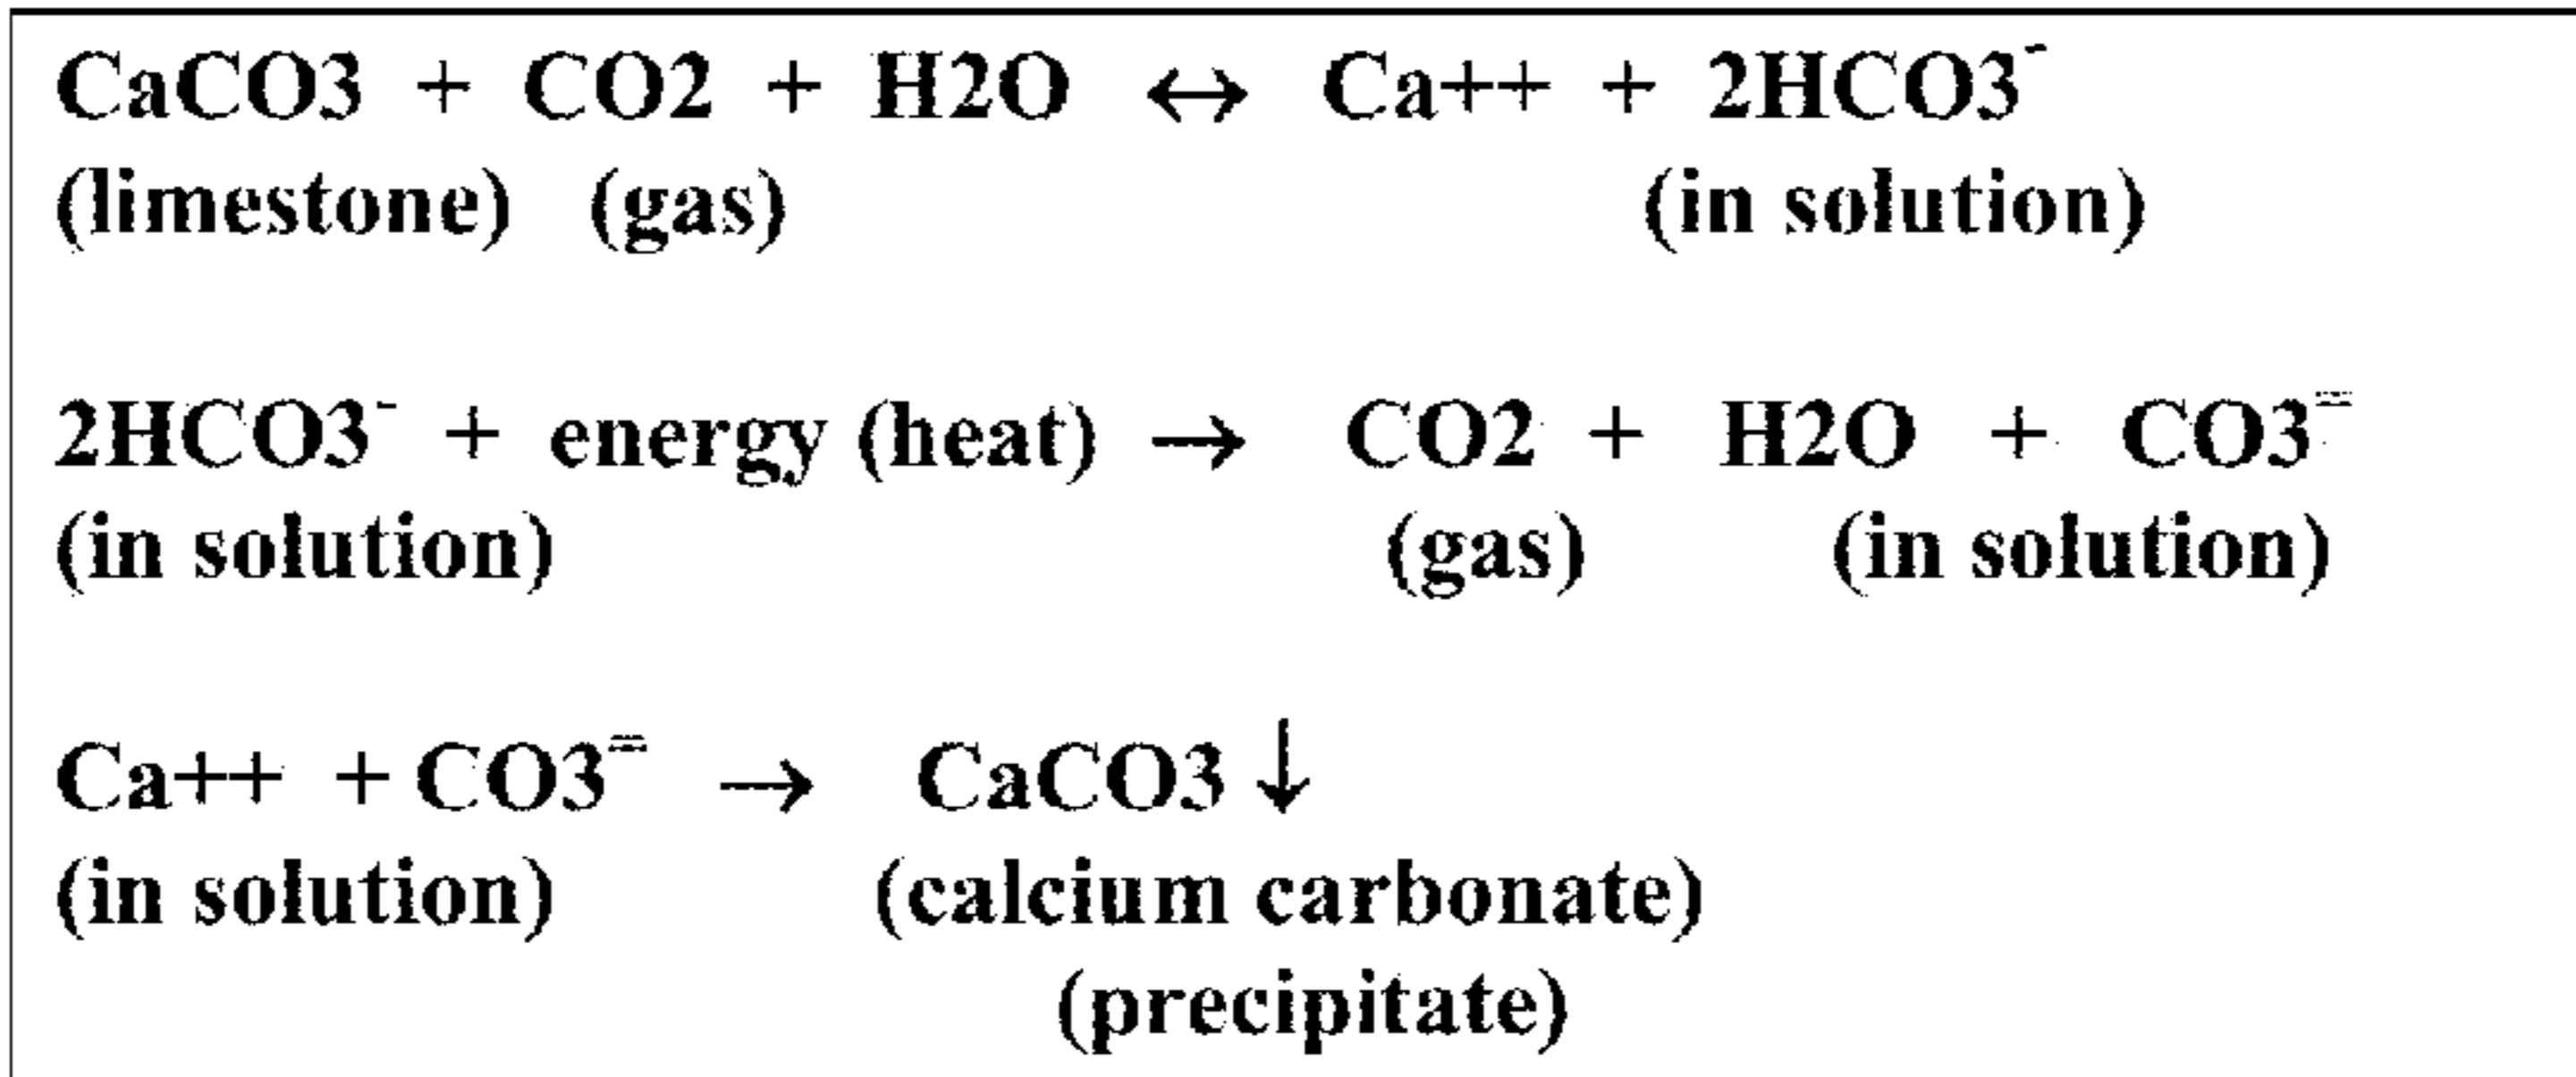 CaCO3 + CO2 + H2O ↔ Ca++ + 2HCO3⁻
(limestone) (gas) (in solution)
2HCO3⁻ + energy (heat) → CO2 + H2O + CO3⁼
(in solution) (gas) (in solution)
Ca++ + CO3⁼ → CaCO3 ↓
(in solution) (calcium carbonate)
(precipitate)